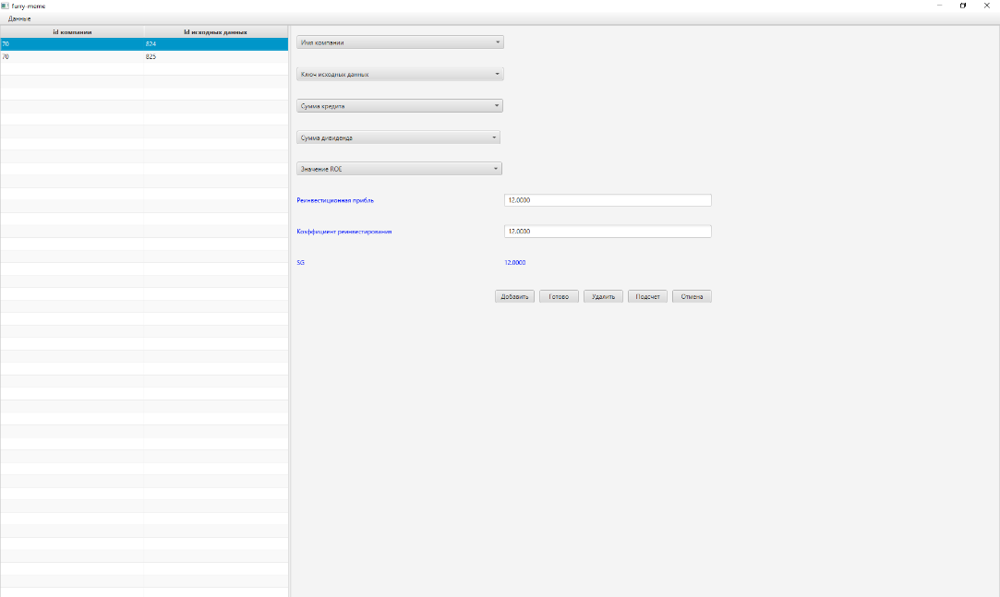 furry-meme
Данные
id компании Id исходных данных
70 824
70 825
Имя компании
Ключ исходных данных
Сумма кредита
Сумма дивиденда
Значение ROE
Реинвестиционная прибль 12.0000
Коэффициент реинвестирования 12.0000
SG 12.0000
Добавить Готово Удалить Подсчет Отмена